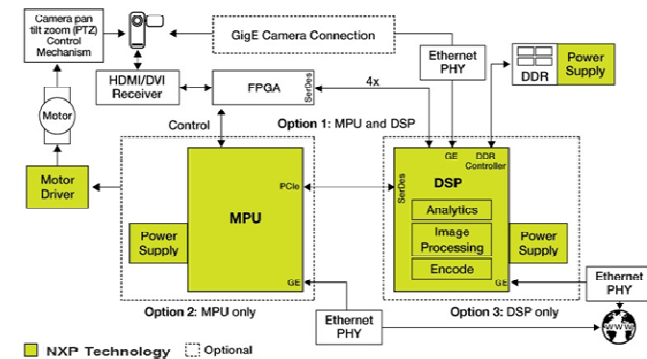 Camera pan
tilt zoom (PTZ)
Control
Mechanism
GigE Camera Connection
Ethernet
PHY
DDR
Power
Supply
HDMI/DVI
Receiver
FPGA
SerDes
4x
Motor
Control
Option 1: MPU and DSP
GE
DDR
Controller
Motor
Driver
MPU
PCIe
SerDes
DSP
Analytics
Image
Processing
Encode
Power
Supply
Power
Supply
GE
GE
Ethernet
PHY
Option 2: MPU only
Option 3: DSP only
Ethernet
PHY
WWW
NXP Technology
Optional